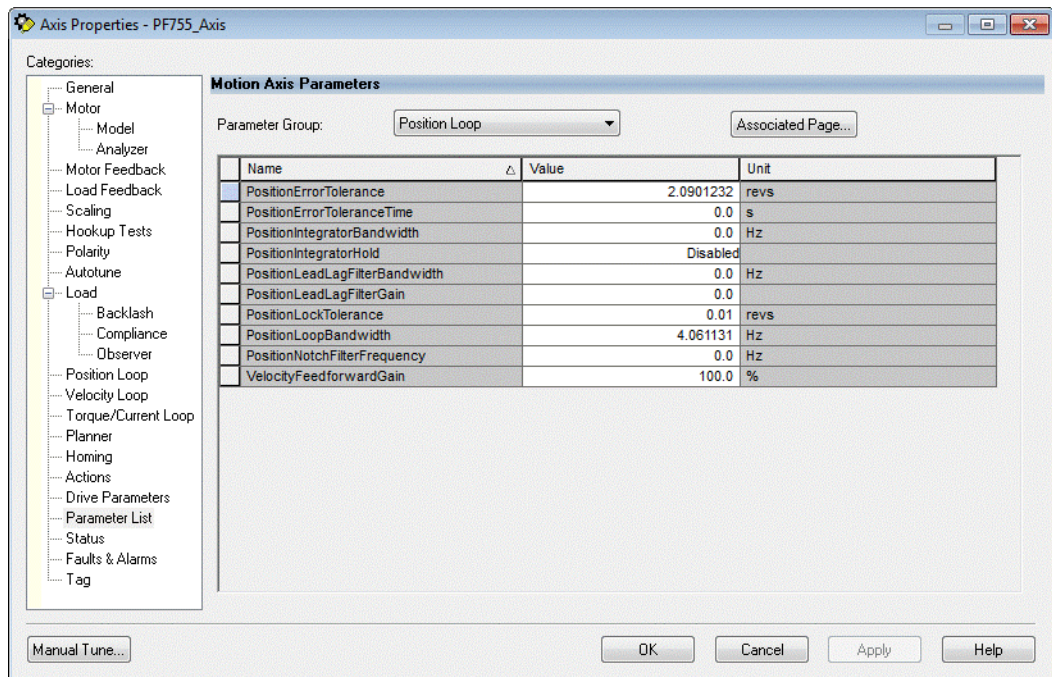 Axis Properties - PF755_Axis
Categories:
General
Motor
Model
Analyzer
Motor Feedback
Load Feedback
Scaling
Hookup Tests
Polarity
Autotune
Load
Backlash
Compliance
Observer
Position Loop
Velocity Loop
Torque/Current Loop
Planner
Homing
Actions
Drive Parameters
Parameter List
Status
Faults & Alarms
Tag
Motion Axis Parameters
Parameter Group: Position Loop Associated Page...
Name Value Unit
PositionErrorTolerance 2.0901232 revs
PositionErrorToleranceTime 0.0 s
PositionIntegratorBandwidth 0.0 Hz
PositionIntegratorHold Disabled
PositionLeadLagFilterBandwidth 0.0 Hz
PositionLeadLagFilterGain 0.0
PositionLockTolerance 0.01 revs
PositionLoopBandwidth 4.061131 Hz
PositionNotchFilterFrequency 0.0 Hz
VelocityFeedforwardGain 100.0 %
Manual Tune... OK Cancel Apply Help